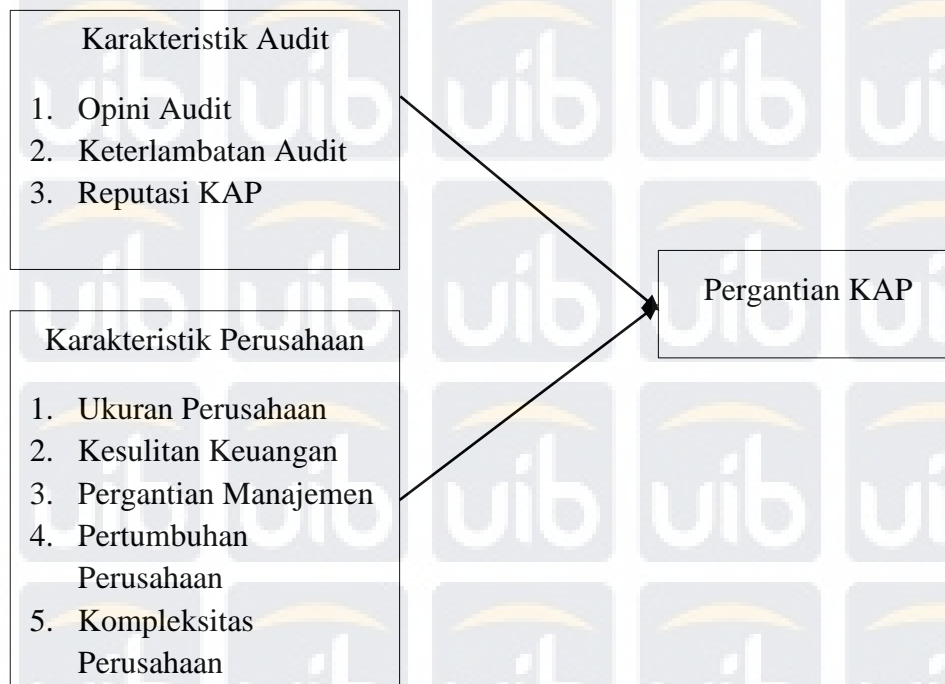 Karakteristik Audit
1. Opini Audit
2. Keterlambatan Audit
3. Reputasi KAP
Pergantian KAP
Karakteristik Perusahaan
1. Ukuran Perusahaan
2. Kesulitan Keuangan
3. Pergantian Manajemen
4. Pertumbuhan
Perusahaan
5. Kompleksitas
Perusahaan